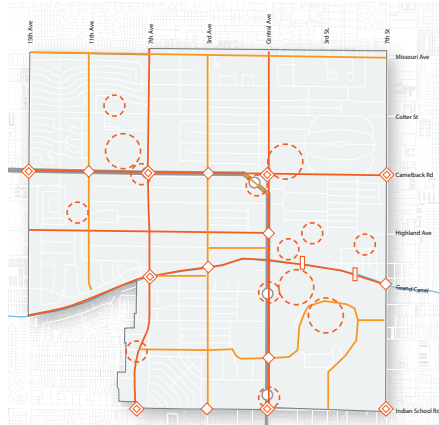 15th Ave
11th Ave
7th Ave
3rd Ave
Central Ave
3rd St.
7th St
Missouri Ave
Colter St
Camelback Rd
Highland Ave
Grand Canal
Indian School Rd